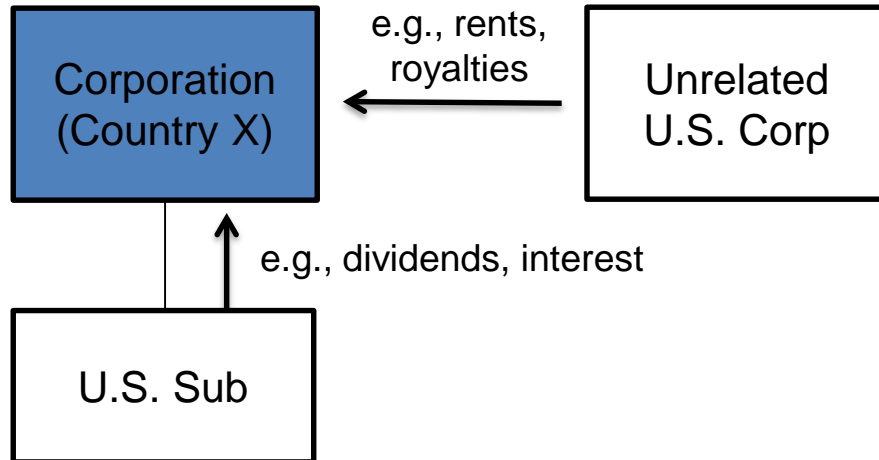 e.g., rents,
royalties
Corporation
(Country X)
Unrelated
U.S. Corp
e.g., dividends, interest
U.S. Sub